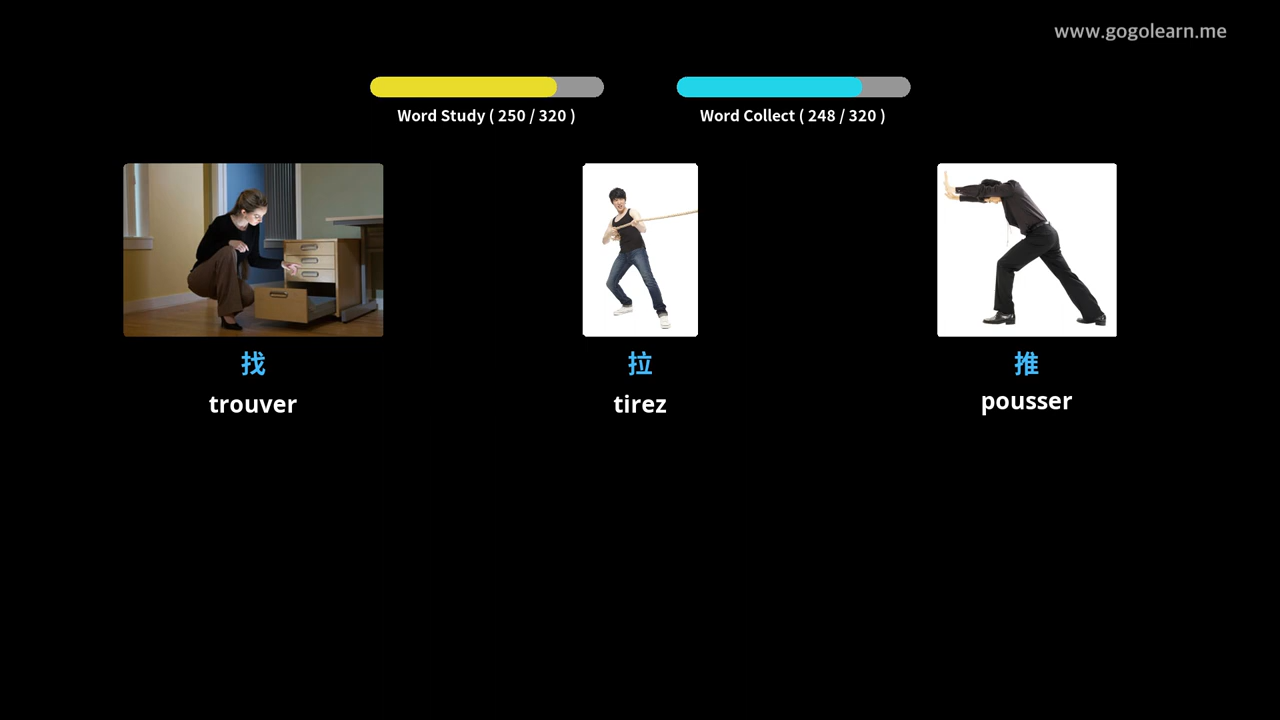 www.gogolearn.me
Word Study ( 250 / 320 )
Word Collect ( 248 / 320 )
找
拉
推
trouver
tirez
pousser